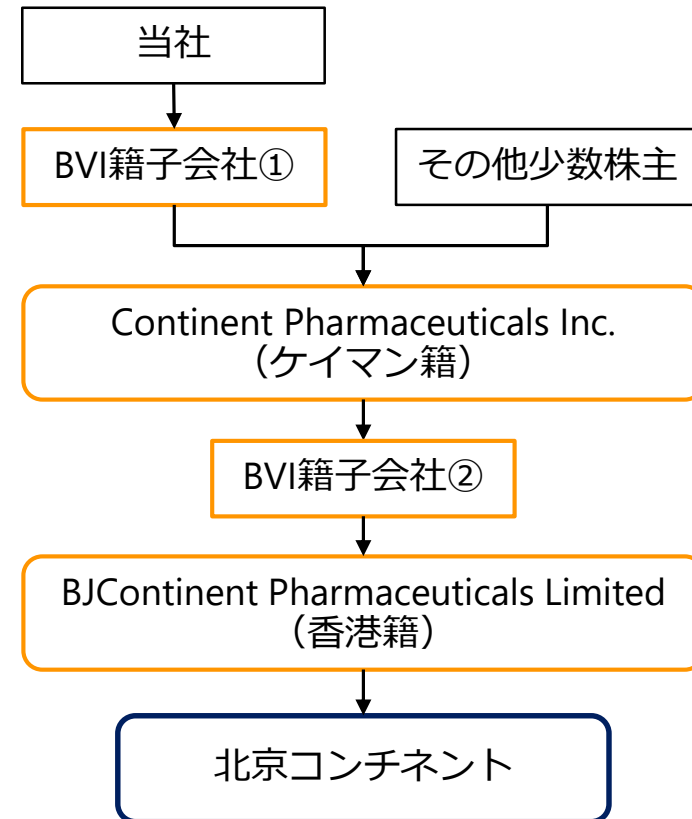 当社
BVI籍子会社①
その他少数株主
Continent Pharmaceuticals Inc.
（ケイマン籍）
BVI籍子会社②
BJContinent Pharmaceuticals Limited
（香港籍）
北京コンチネント